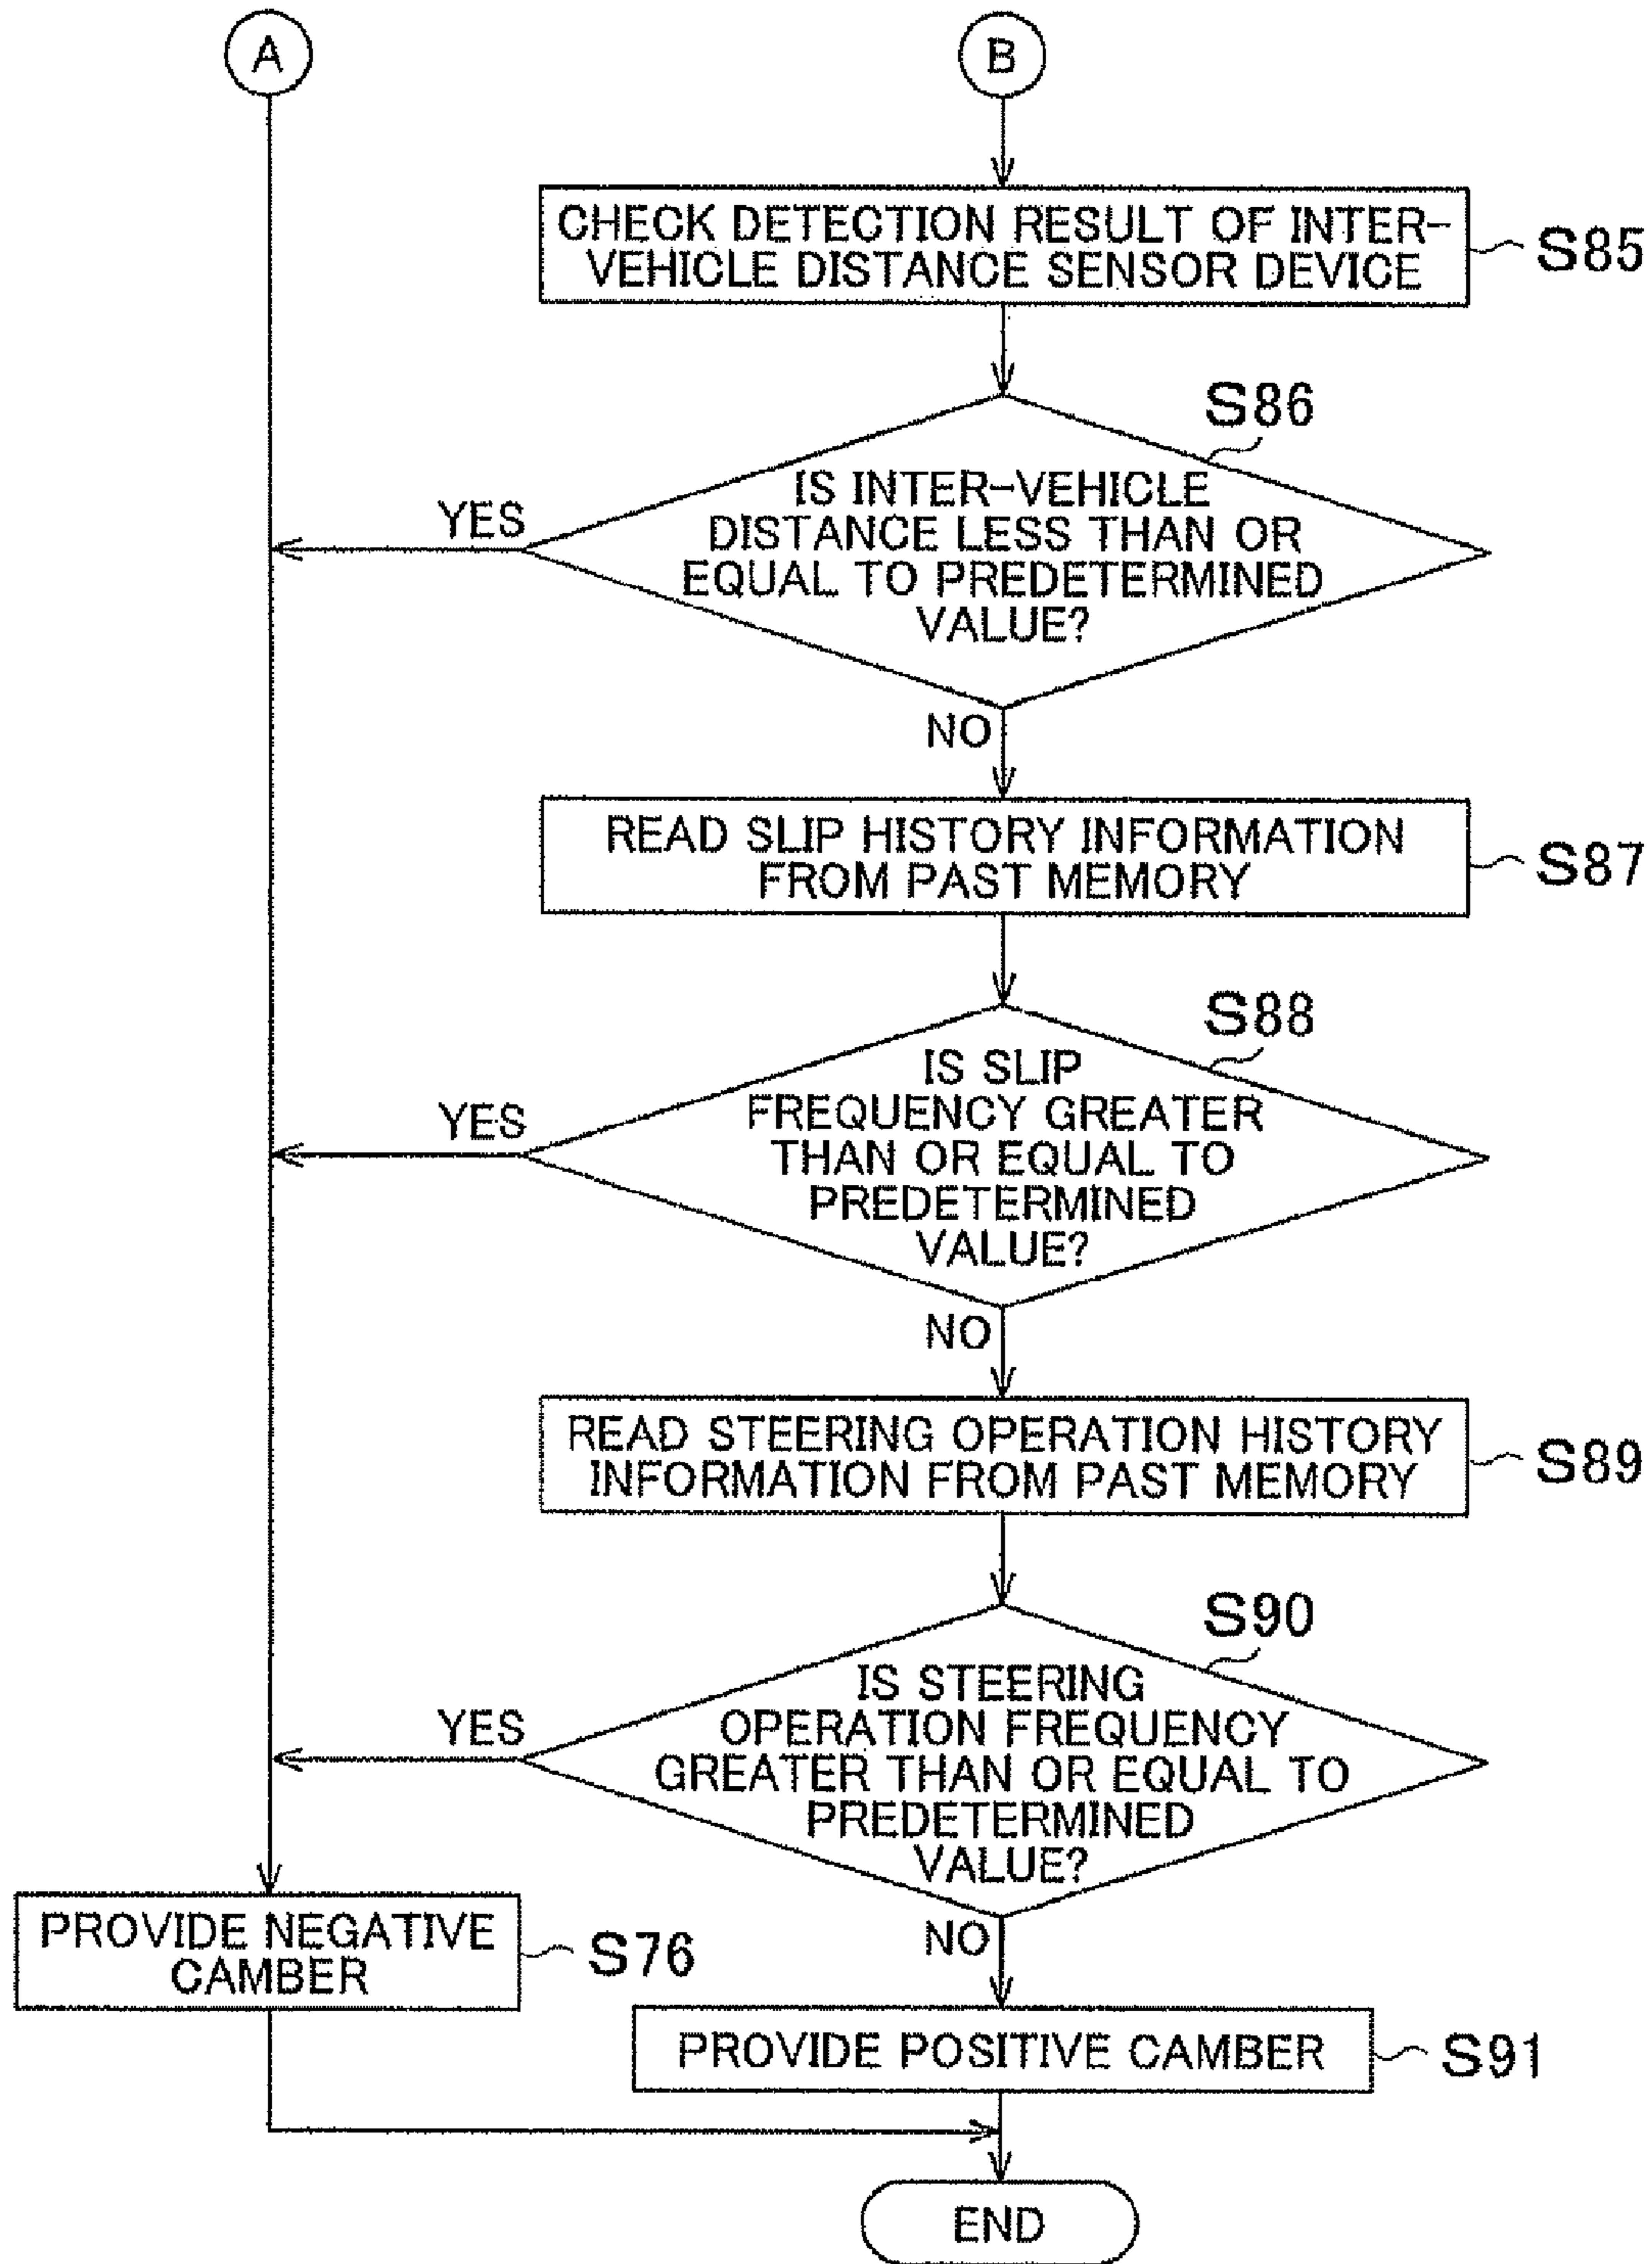 A
B
CHECK DETECTION RESULT OF INTER-
VEHICLE DISTANCE SENSOR DEVICE
S85
S86
IS INTER-VEHICLE
DISTANCE LESS THAN OR
EQUAL TO PREDETERMINED
VALUE?
YES
NO
READ SLIP HISTORY INFORMATION
FROM PAST MEMORY
S87
S88
IS SLIP
FREQUENCY GREATER
THAN OR EQUAL TO
PREDETERMINED
VALUE?
YES
NO
READ STEERING OPERATION HISTORY
INFORMATION FROM PAST MEMORY
S89
S90
IS STEERING
OPERATION FREQUENCY
GREATER THAN OR EQUAL TO
PREDETERMINED
VALUE?
YES
NO
PROVIDE NEGATIVE
CAMBER
S76
PROVIDE POSITIVE CAMBER
S91
END